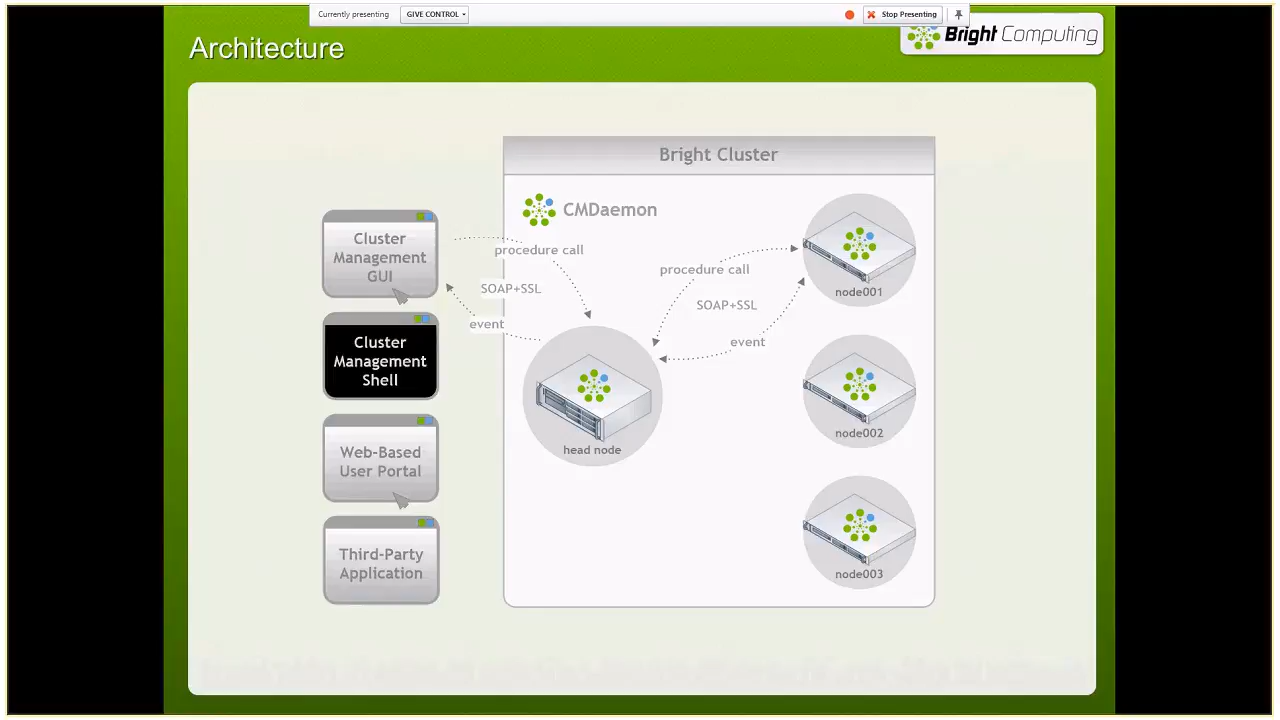 Currently presenting
GIVE CONTROL
Stop Presenting
Architecture
Bright Computing
Bright Cluster
CMDaemon
Cluster
Management
GUI
procedure call
SOAP+SSL
event
procedure call
SOAP+SSL
event
node001
Cluster
Management
Shell
head node
node002
Web-Based
User Portal
Third-Party
Application
node003